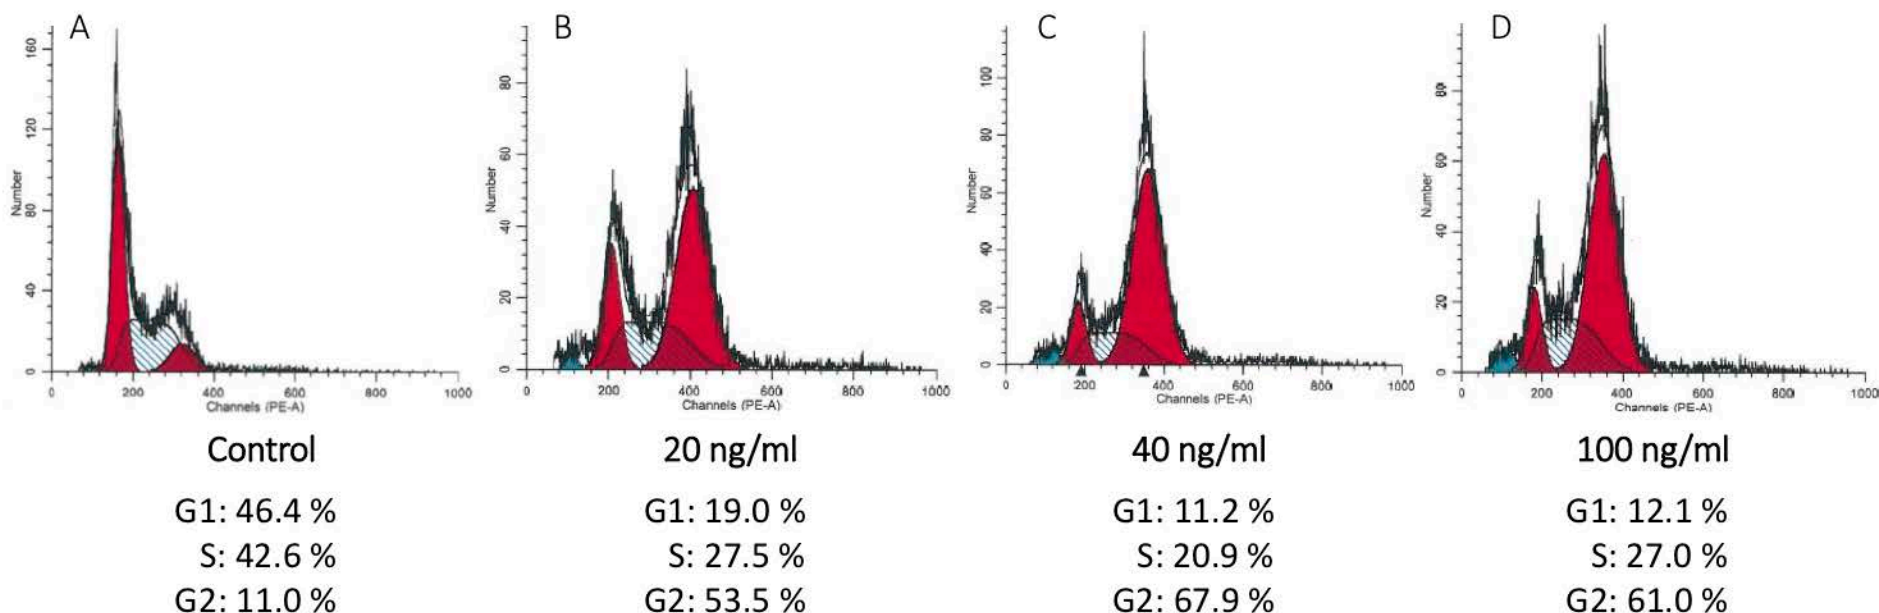 A
B
C
D
Number
160
120
80
40
0
0 200 400 600 800 1000
Channels (PE-A)
Number
80
60
40
20
0
0 200 400 600 800 1000
Channels (PE-A)
Number
100
80
60
40
20
0
0 200 400 600 800 1000
Channels (PE-A)
Number
80
60
40
20
0
0 200 400 600 800 1000
Channels (PE-A)
Control
G1: 46.4 %
S: 42.6 %
G2: 11.0 %
20 ng/ml
G1: 19.0 %
S: 27.5 %
G2: 53.5 %
40 ng/ml
G1: 11.2 %
S: 20.9 %
G2: 67.9 %
100 ng/ml
G1: 12.1 %
S: 27.0 %
G2: 61.0 %